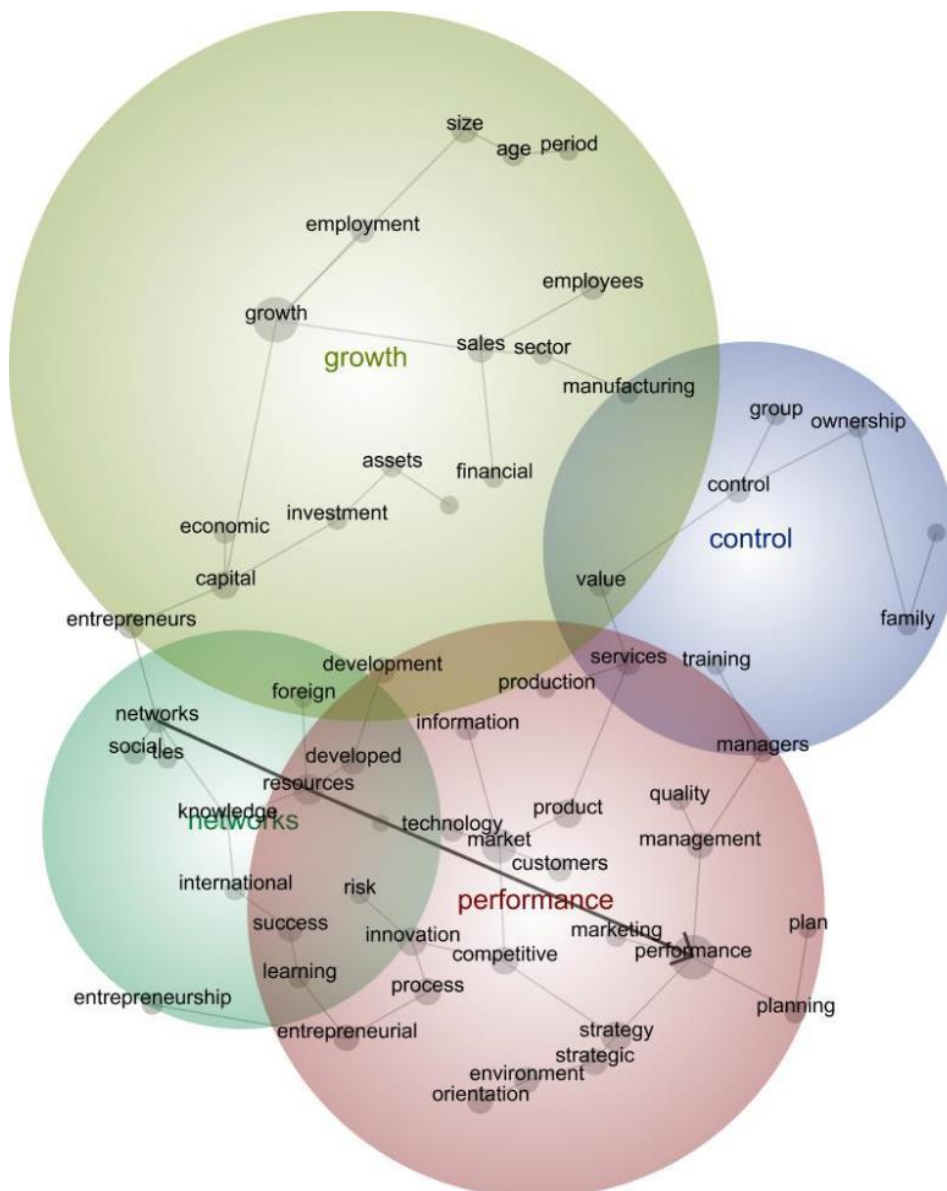 size
age
period
employment
employees
growth
sales
sector
growth
manufacturing
group
ownership
assets
financial
control
investment
economic
control
capital
value
entrepreneurs
family
services
training
development
production
foreign
networks
information
managers
social
ties
developed
resources
quality
knowledge
product
networks
technology
market
management
customers
international
risk
performance
success
plan
innovation
marketing
competitive
performance
learning
process
entrepreneurship
planning
entrepreneurial
strategy
strategic
environment
orientation